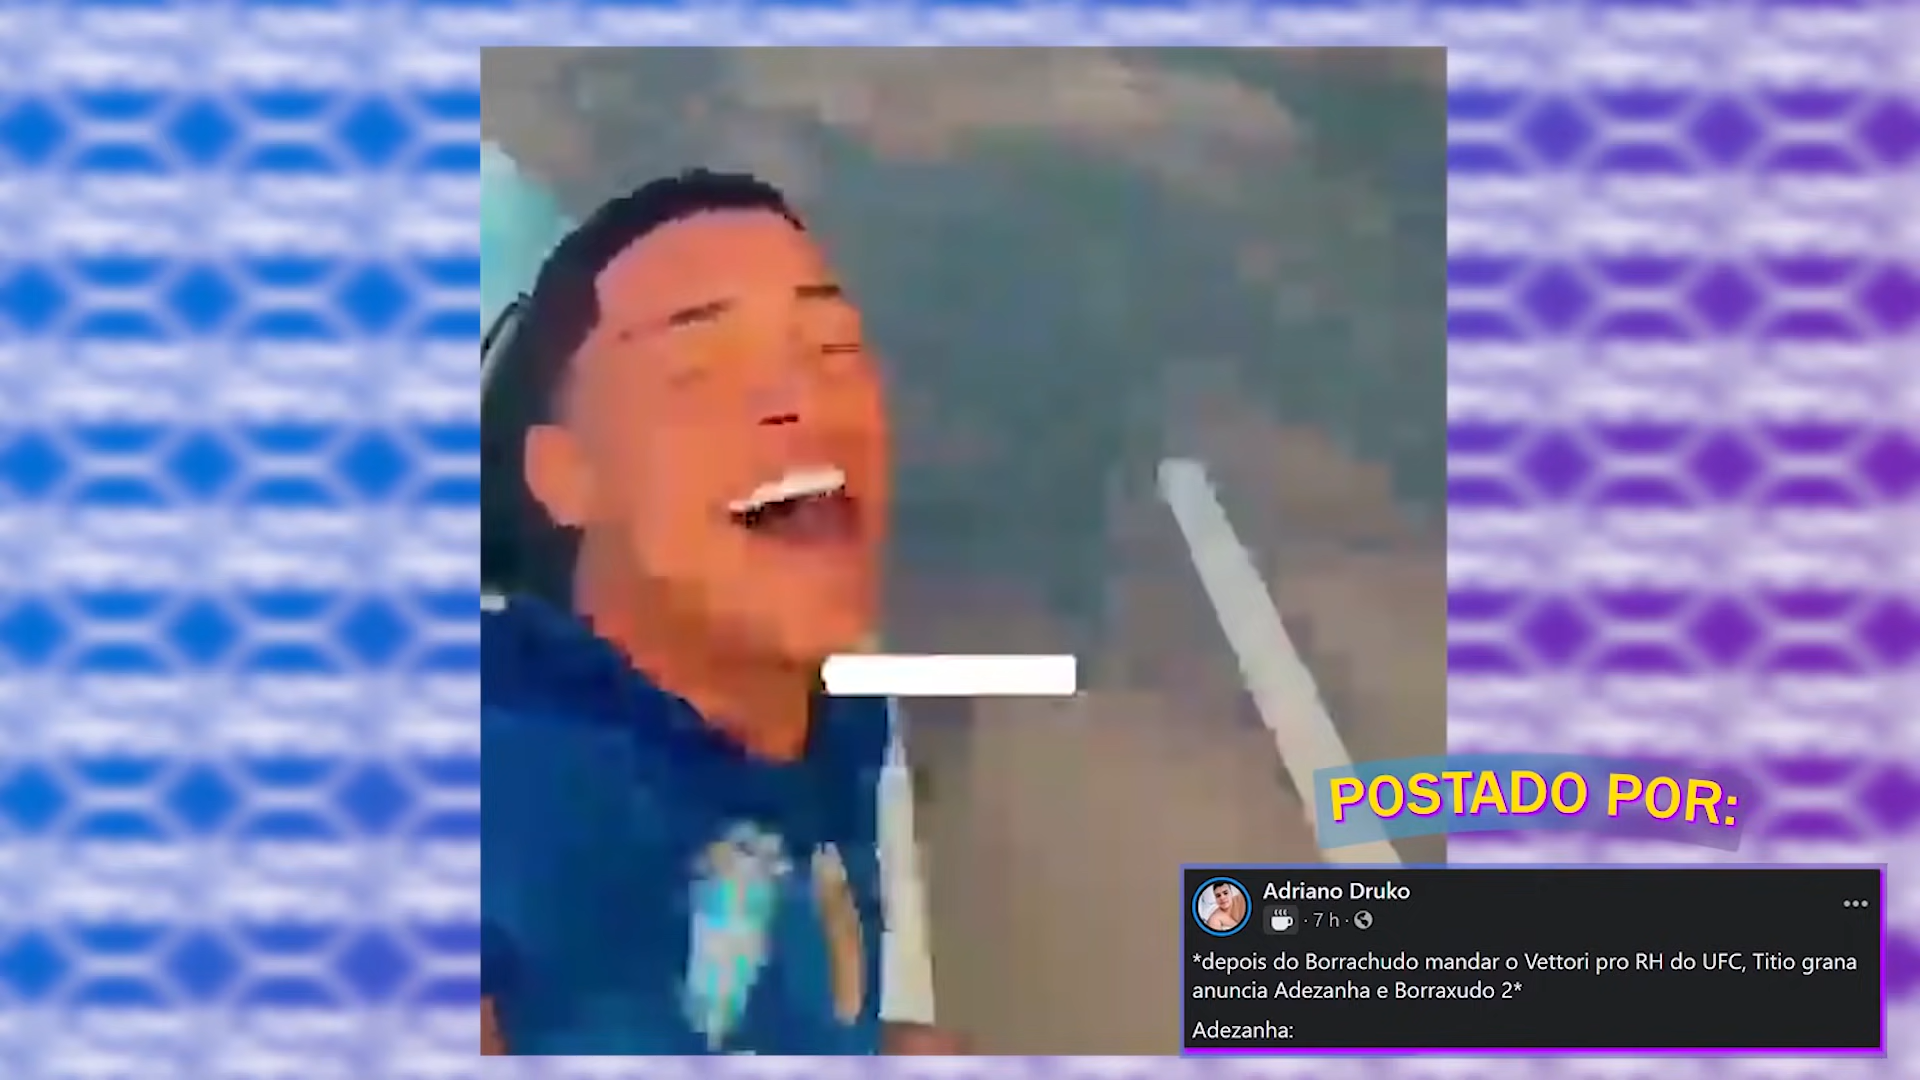 POSTADO POR:
Adriano Druko
· 7 h ·
*depois do Borrachudo mandar o Vettori pro RH do UFC, Titio grana
anuncia Adezanha e Borraxudo 2*
Adezanha: